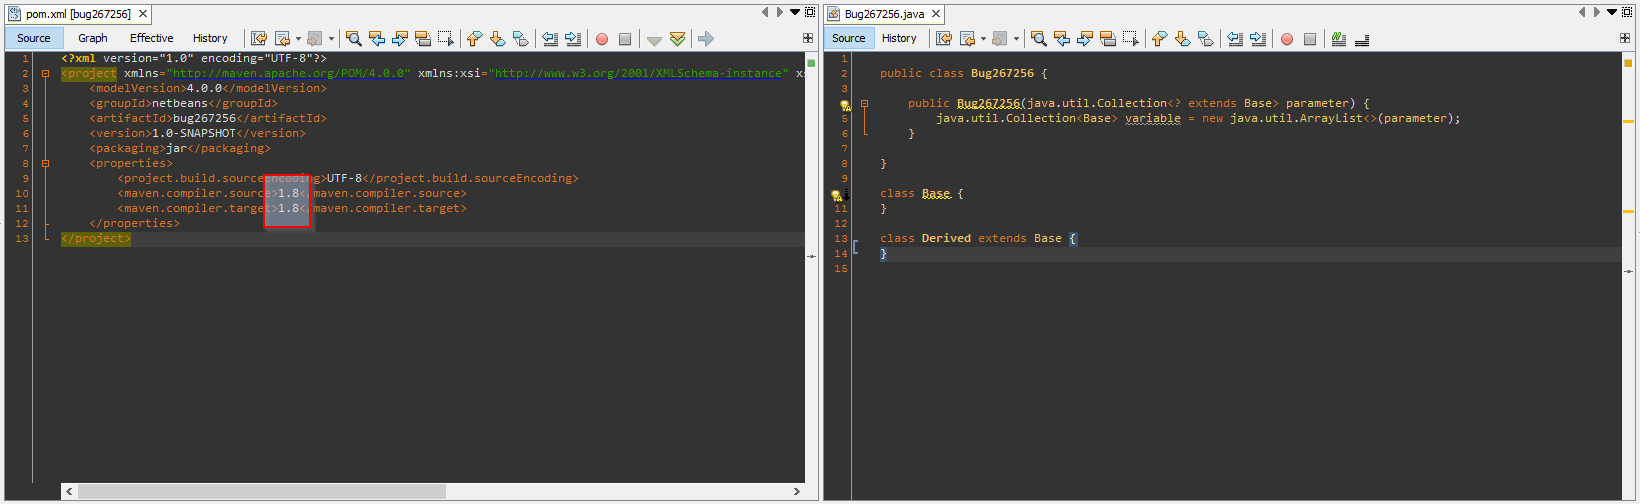 pom.xml [bug267256]
Source Graph Effective History
1 <?xml version="1.0" encoding="UTF-8"?>
2 <project xmlns="http://maven.apache.org/POM/4.0.0" xmlns:xsi="http://www.w3.org/2001/XMLSchema-instance" xs
3 <modelVersion>4.0.0</modelVersion>
4 <groupId>netbeans</groupId>
5 <artifactId>bug267256</artifactId>
6 <version>1.0-SNAPSHOT</version>
7 <packaging>jar</packaging>
8 <properties>
9 <project.build.sourceEncoding>UTF-8</project.build.sourceEncoding>
10 <maven.compiler.source>1.8</maven.compiler.source>
11 <maven.compiler.target>1.8</maven.compiler.target>
12 </properties>
13 </project>
Bug267256.java
Source History
1
2 public class Bug267256 {
3
public Bug267256(java.util.Collection<? extends Base> parameter) {
5 java.util.Collection<Base> variable = new java.util.ArrayList<>(parameter);
6 }
7
8 }
9
class Base {
11 }
12
13 class Derived extends Base {
14 }
15